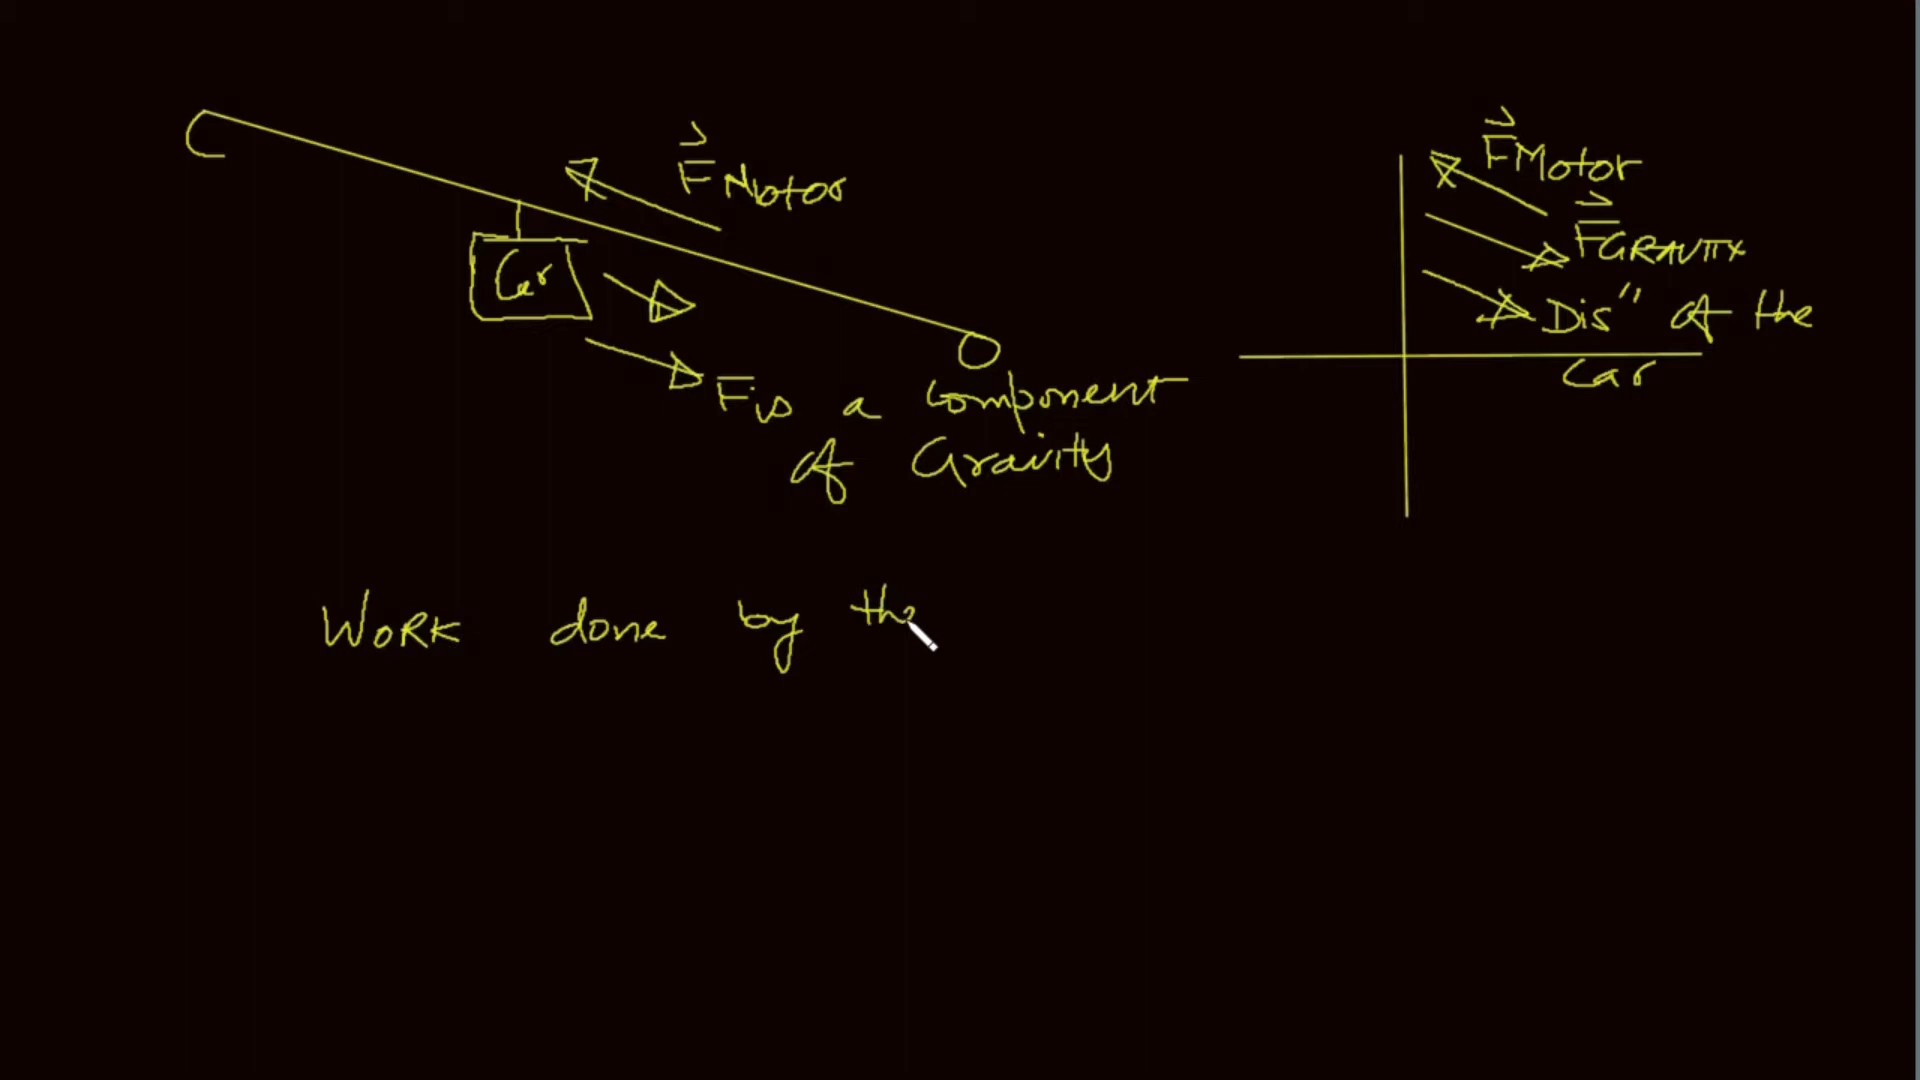 F Motor
Car
F is a component
of Gravity
F Motor
F GRAVITY
Dis" of the
Car
WORK done by the